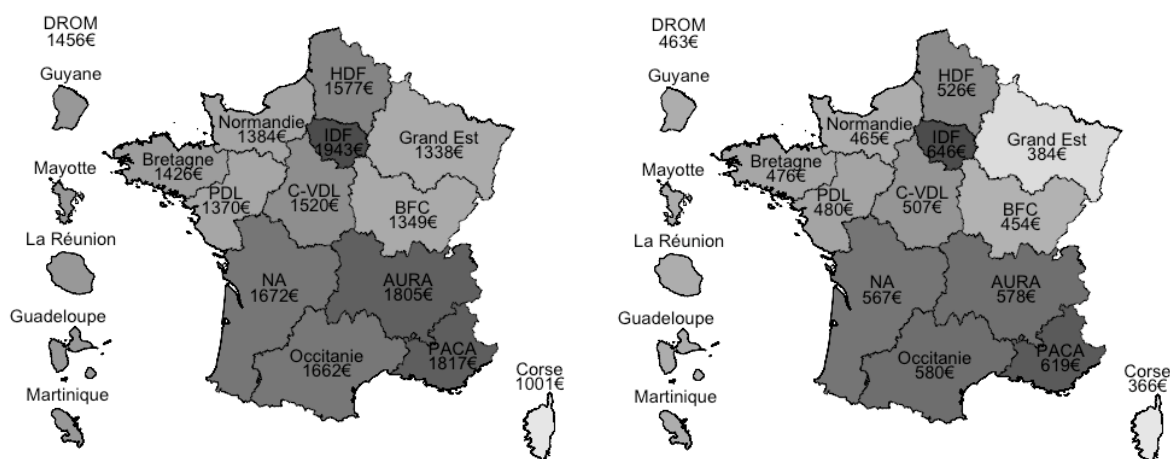 DROM
1456€
Guyane
Mayotte
La Réunion
Guadeloupe
Martinique
HDF
1577€
Normandie
1384€
IDF
1943€
Grand Est
1338€
Bretagne
1426€
PDL
1370€
C-VDL
1520€
BFC
1349€
NA
1672€
AURA
1805€
Occitanie
1662€
PACA
1817€
Corse
1001€
DROM
463€
Guyane
Mayotte
La Réunion
Guadeloupe
Martinique
HDF
526€
Normandie
465€
IDF
646€
Grand Est
384€
Bretagne
476€
PDL
480€
C-VDL
507€
BFC
454€
NA
567€
AURA
578€
Occitanie
580€
PACA
619€
Corse
366€